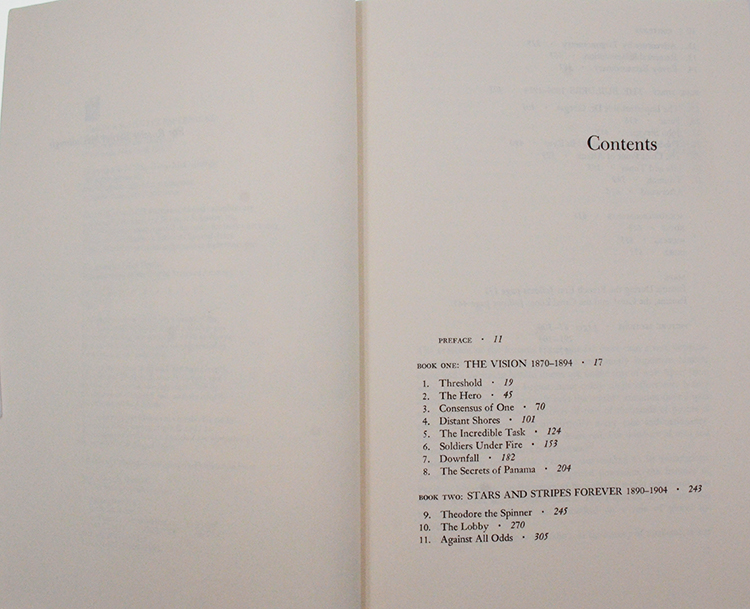 Contents
PREFACE · 11
BOOK ONE: THE VISION 1870–1894 · 17
1. Threshold · 19
2. The Hero · 45
3. Consensus of One · 70
4. Distant Shores · 101
5. The Incredible Task · 124
6. Soldiers Under Fire · 153
7. Downfall · 182
8. The Secrets of Panama · 204
BOOK TWO: STARS AND STRIPES FOREVER 1890–1904 · 243
9. Theodore the Spinner · 245
10. The Lobby · 270
11. Against All Odds · 305